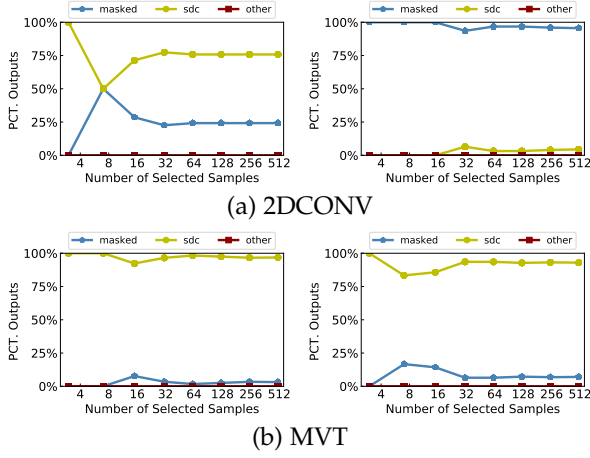 masked sdc other
masked sdc other
100%
75%
50%
25%
0%
PCT. Outputs
4 8 16 32 64 128 256 512
Number of Selected Samples
100%
75%
50%
25%
0%
PCT. Outputs
4 8 16 32 64 128 256 512
Number of Selected Samples
(a) 2DCONV
masked sdc other
masked sdc other
100%
75%
50%
25%
0%
PCT. Outputs
4 8 16 32 64 128 256 512
Number of Selected Samples
100%
75%
50%
25%
0%
PCT. Outputs
4 8 16 32 64 128 256 512
Number of Selected Samples
(b) MVT